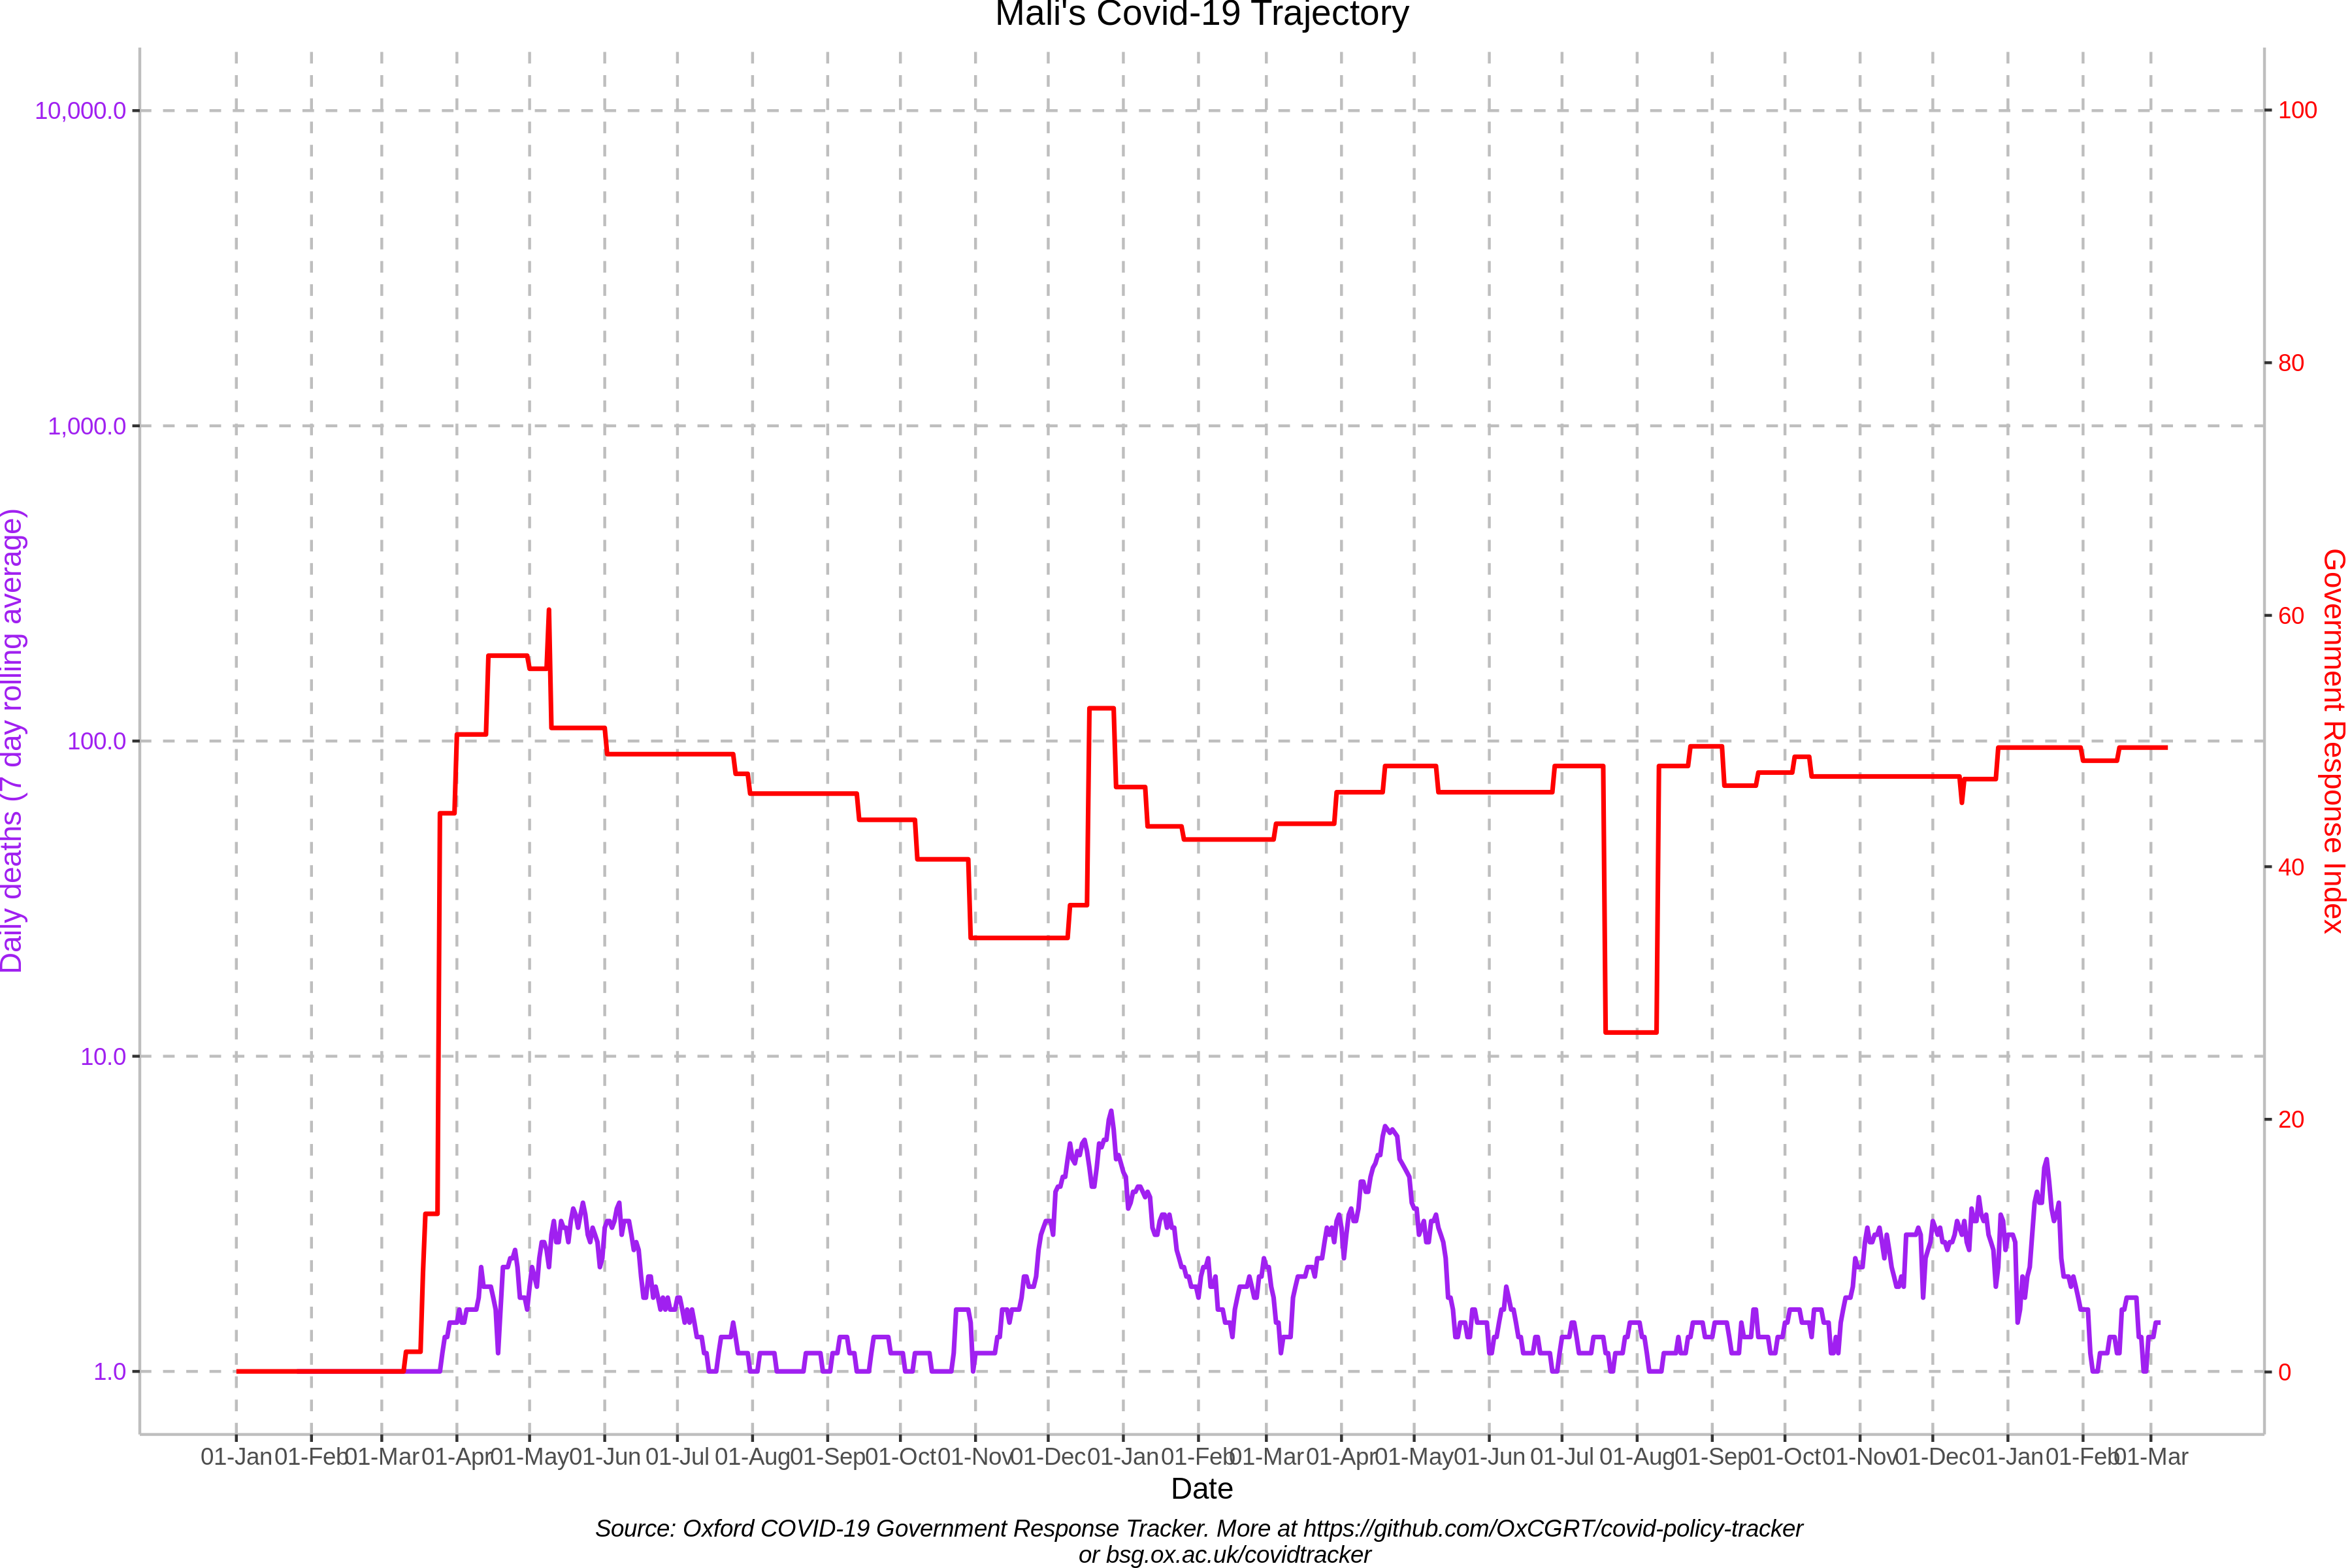 Mali's Covid-19 Trajectory
10,000.0
1,000.0
100.0
10.0
1.0
Daily deaths (7 day rolling average)
100
80
60
40
20
0
Government Response Index
01-Jan 01-Feb 01-Mar 01-Apr 01-May 01-Jun 01-Jul 01-Aug 01-Sep 01-Oct 01-Nov 01-Dec 01-Jan 01-Feb 01-Mar 01-Apr 01-May 01-Jun 01-Jul 01-Aug 01-Sep 01-Oct 01-Nov 01-Dec 01-Jan 01-Feb 01-Mar
Date
Source: Oxford COVID-19 Government Response Tracker. More at https://github.com/OxCGRT/covid-policy-tracker
or bsg.ox.ac.uk/covidtracker